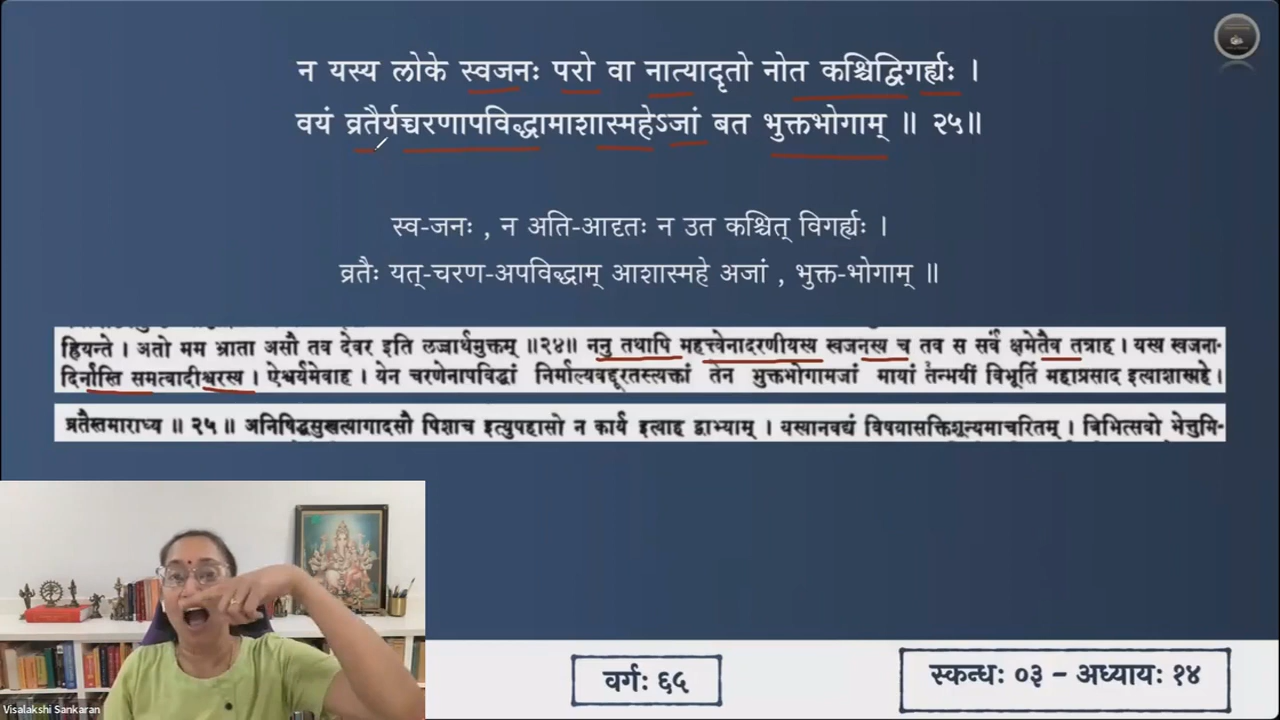 न यस्य लोके स्वजनः परो वा नात्यादृतो नोत कश्चिद्विगर्ह्यः ।
वयं व्रतैर्यच्चरणापविद्धामाशास्महेऽजां बत भुक्तभोगाम् ॥ २५॥
स्व-जनः , न अति-आदृतः न उत कश्चित् विगर्ह्यः ।
व्रतैः यत्-चरण-अपविद्धाम् आशास्महे अजां , भुक्त-भोगाम् ॥
ह्रियन्ते । अतो मम भ्राता असौ तव देवर इति लज्जार्थमुक्तम् ॥२४॥ ननु तथापि महत्त्वेनादरणीयस्य स्वजनस्य च तव स सर्वं क्षमेतैव तत्राह । यस्य स्वजना-
दिर्नास्ति समत्वादीश्वरस्य । ऐश्वर्यमेवाह । येन चरणेनापविद्धां निर्माल्यवद्दूरतस्त्यक्तां तेन भुक्तभोगामजां मायां तन्मयीं विभूतिं महाप्रसाद इत्याशास्महे ।
व्रतैस्तमाराध्य ॥ २५ ॥ अनिषिद्धसुखत्यागादसौ पिशाच इत्युपहासो न कार्य इत्याह द्वाभ्याम् । यस्यानवद्यं विषयासक्तिशून्यमाचरितम् । बिभित्सवो भेत्तुमि-
Visalakshi Sankaran
वर्गः ६५
स्कन्धः ०३ – अध्यायः १४